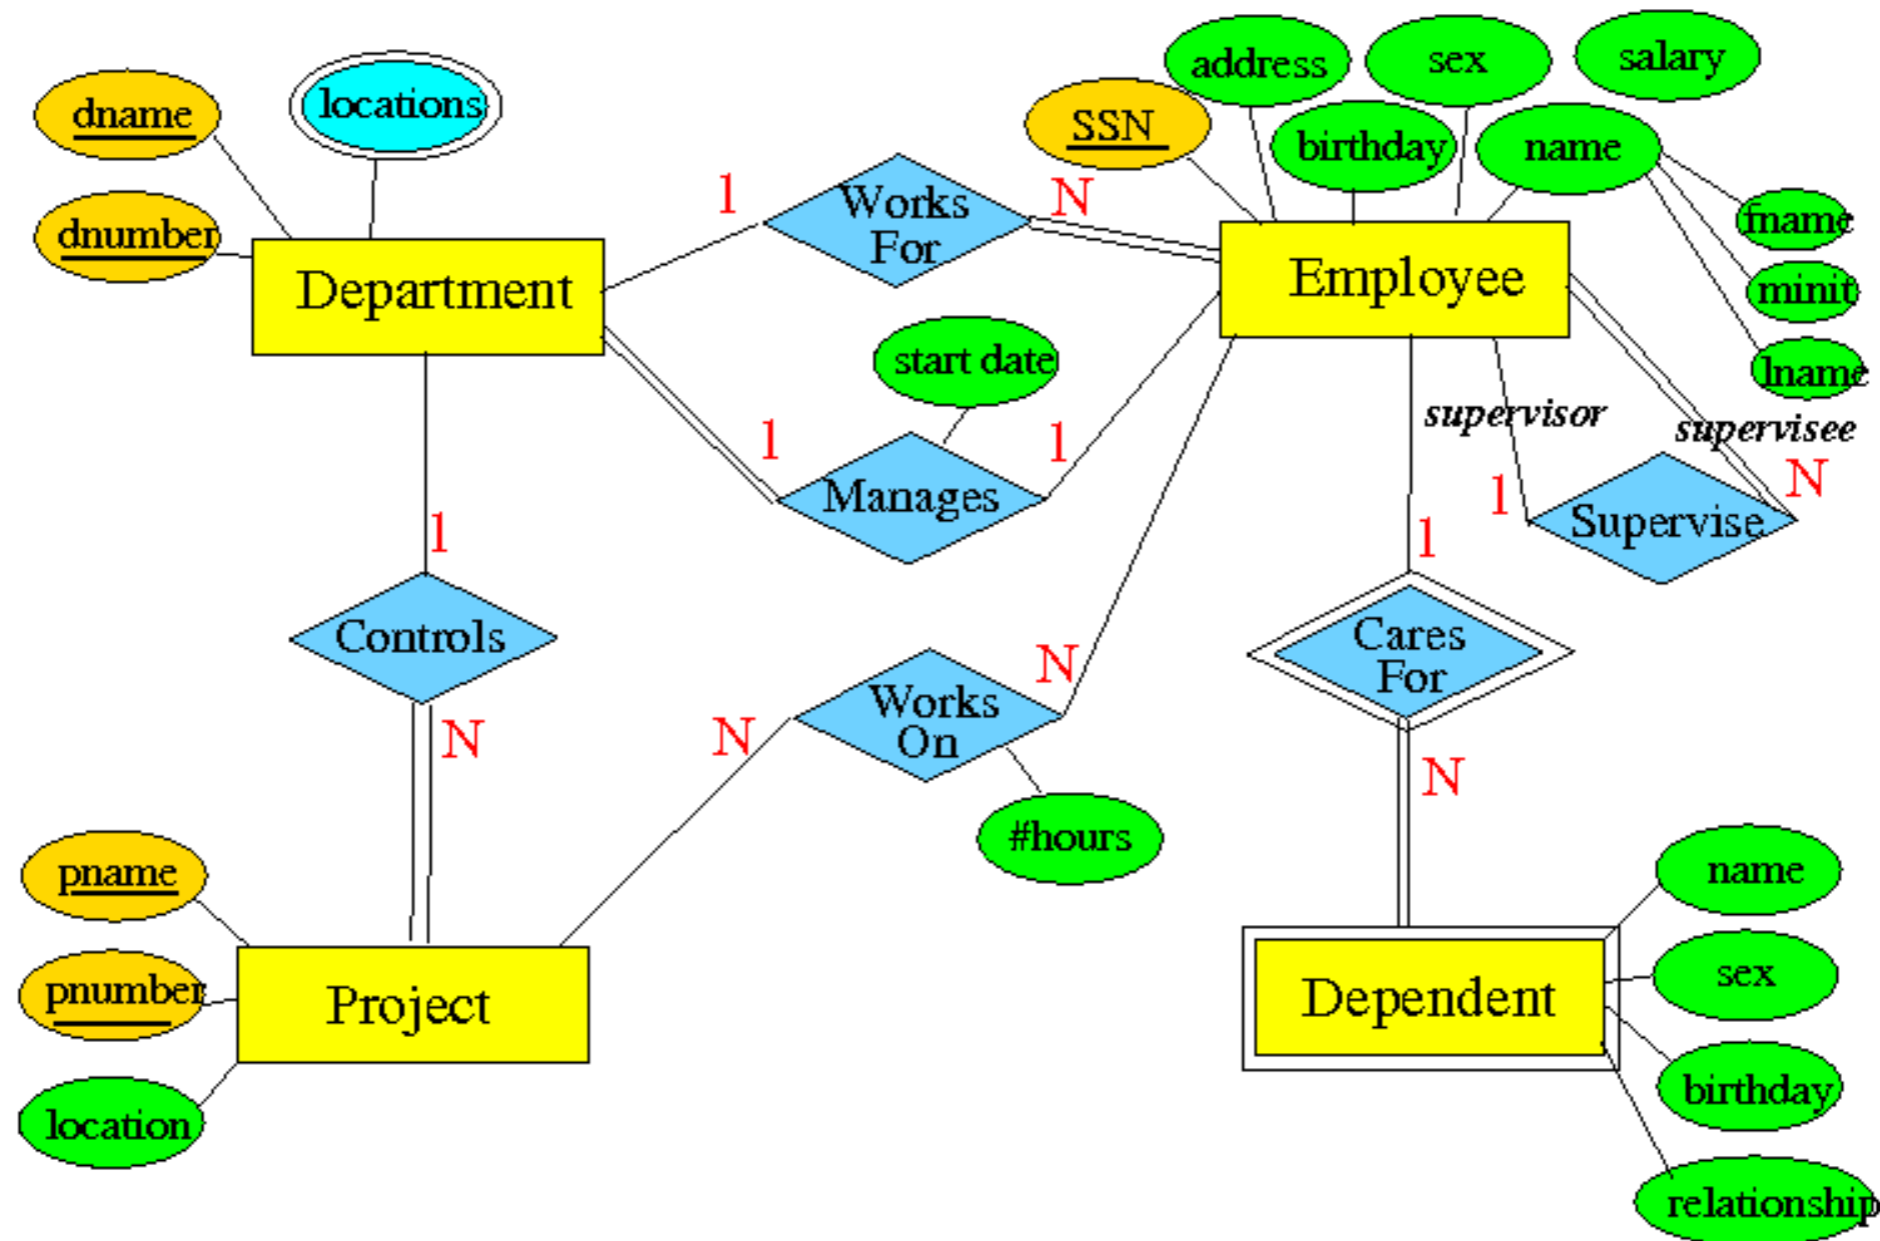 address
sex
salary
dname
locations
SSN
birthday
name
dnumber
1
Works
For
N
fname
minit
lname
Department
Employee
start date
supervisor
supervisee
1
1
Manages
1
N
Supervise
1
Controls
1
Cares
For
N
N
Works
On
N
N
#hours
pname
name
pnumber
sex
Project
Dependent
location
birthday
relationship